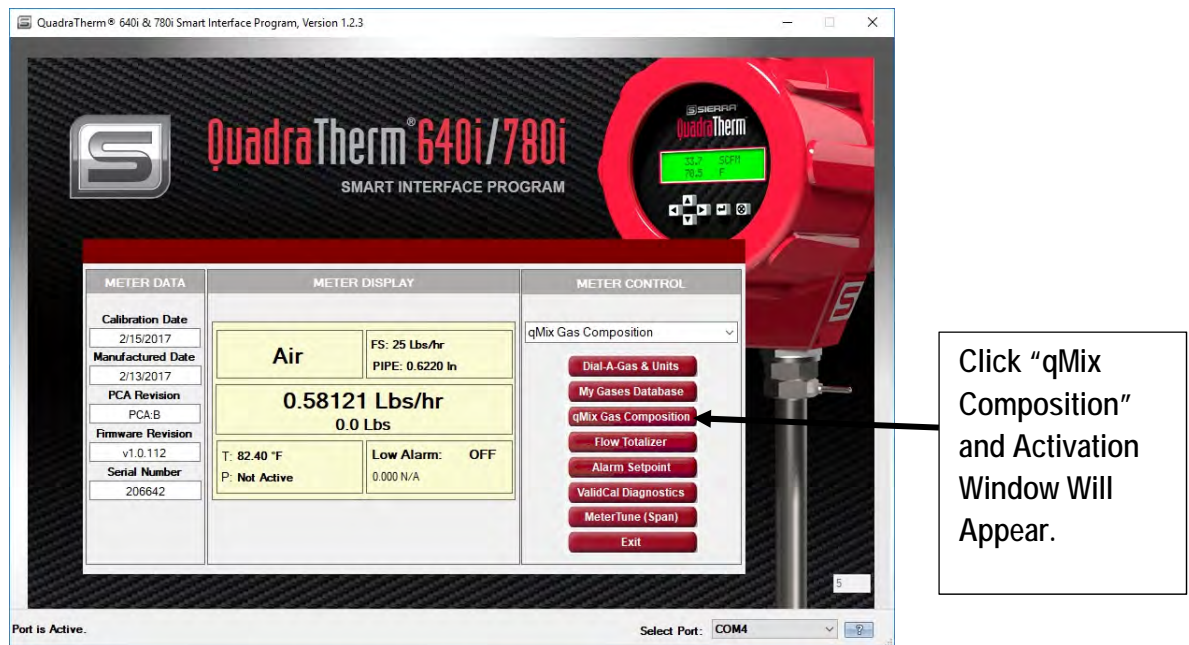 QuadraTherm® 640i & 780i Smart Interface Program, Version 1.2.3
QuadraTherm® 640i/780i
SMART INTERFACE PROGRAM
SIERRA
QuadraTherm
33.7 SCFM
70.5 F
METER DATA
Calibration Date
2/15/2017
Manufactured Date
2/13/2017
PCA Revision
PCA:B
Firmware Revision
v1.0.112
Serial Number
206642
METER DISPLAY
Air
FS: 25 Lbs/hr
PIPE: 0.6220 In
0.58121 Lbs/hr
0.0 Lbs
T: 82.40 °F
P: Not Active
Low Alarm: OFF
0.000 N/A
METER CONTROL
qMix Gas Composition
Dial-A-Gas & Units
My Gases Database
qMix Gas Composition
Flow Totalizer
Alarm Setpoint
ValidCal Diagnostics
MeterTune (Span)
Exit
5
Port is Active.
Select Port: COM4
?
Click “qMix
Composition”
and Activation
Window Will
Appear.